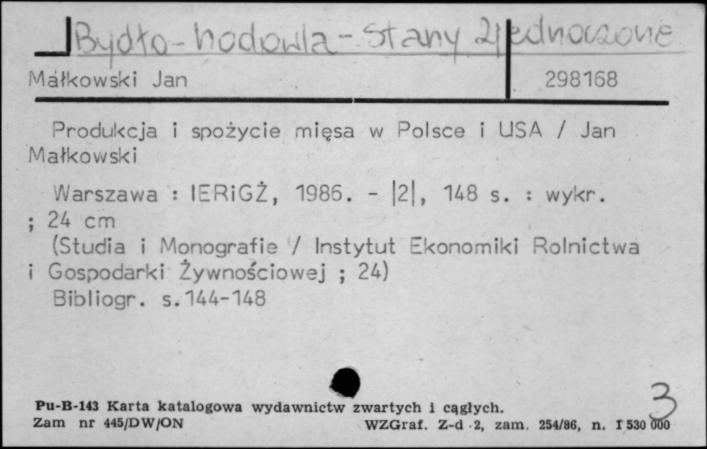 Bydło - hodowla - Stany Zjednoczone
Małkowski Jan 298168
Produkcja i spożycie mięsa w Polsce i USA / Jan
Małkowski
Warszawa : IERiGŻ, 1986. - |2|, 148 s. : wykr.
; 24 cm
(Studia i Monografie / Instytut Ekonomiki Rolnictwa
i Gospodarki Żywnościowej ; 24)
Bibliogr. s.144-148
3
Pu-B-143 Karta katalogowa wydawnictw zwartych i ciągłych.
Zam nr 445/DW/ON WZGraf. Z-d 2, zam. 254/86, n. 1 530 000